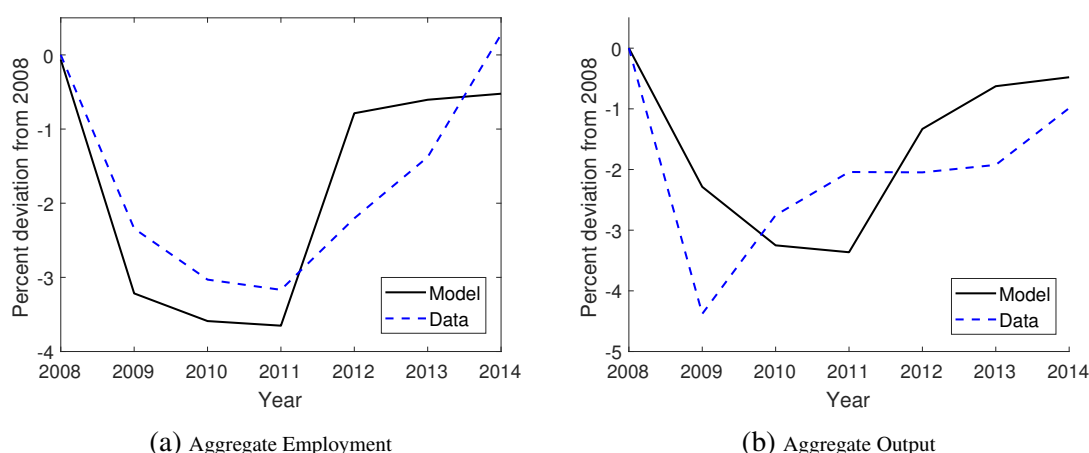 Percent deviation from 2008
0
-1
-2
-3
-4
2008 2009 2010 2011 2012 2013 2014
Year
Model
Data
(a) Aggregate Employment
Percent deviation from 2008
0
-1
-2
-3
-4
-5
2008 2009 2010 2011 2012 2013 2014
Year
Model
Data
(b) Aggregate Output